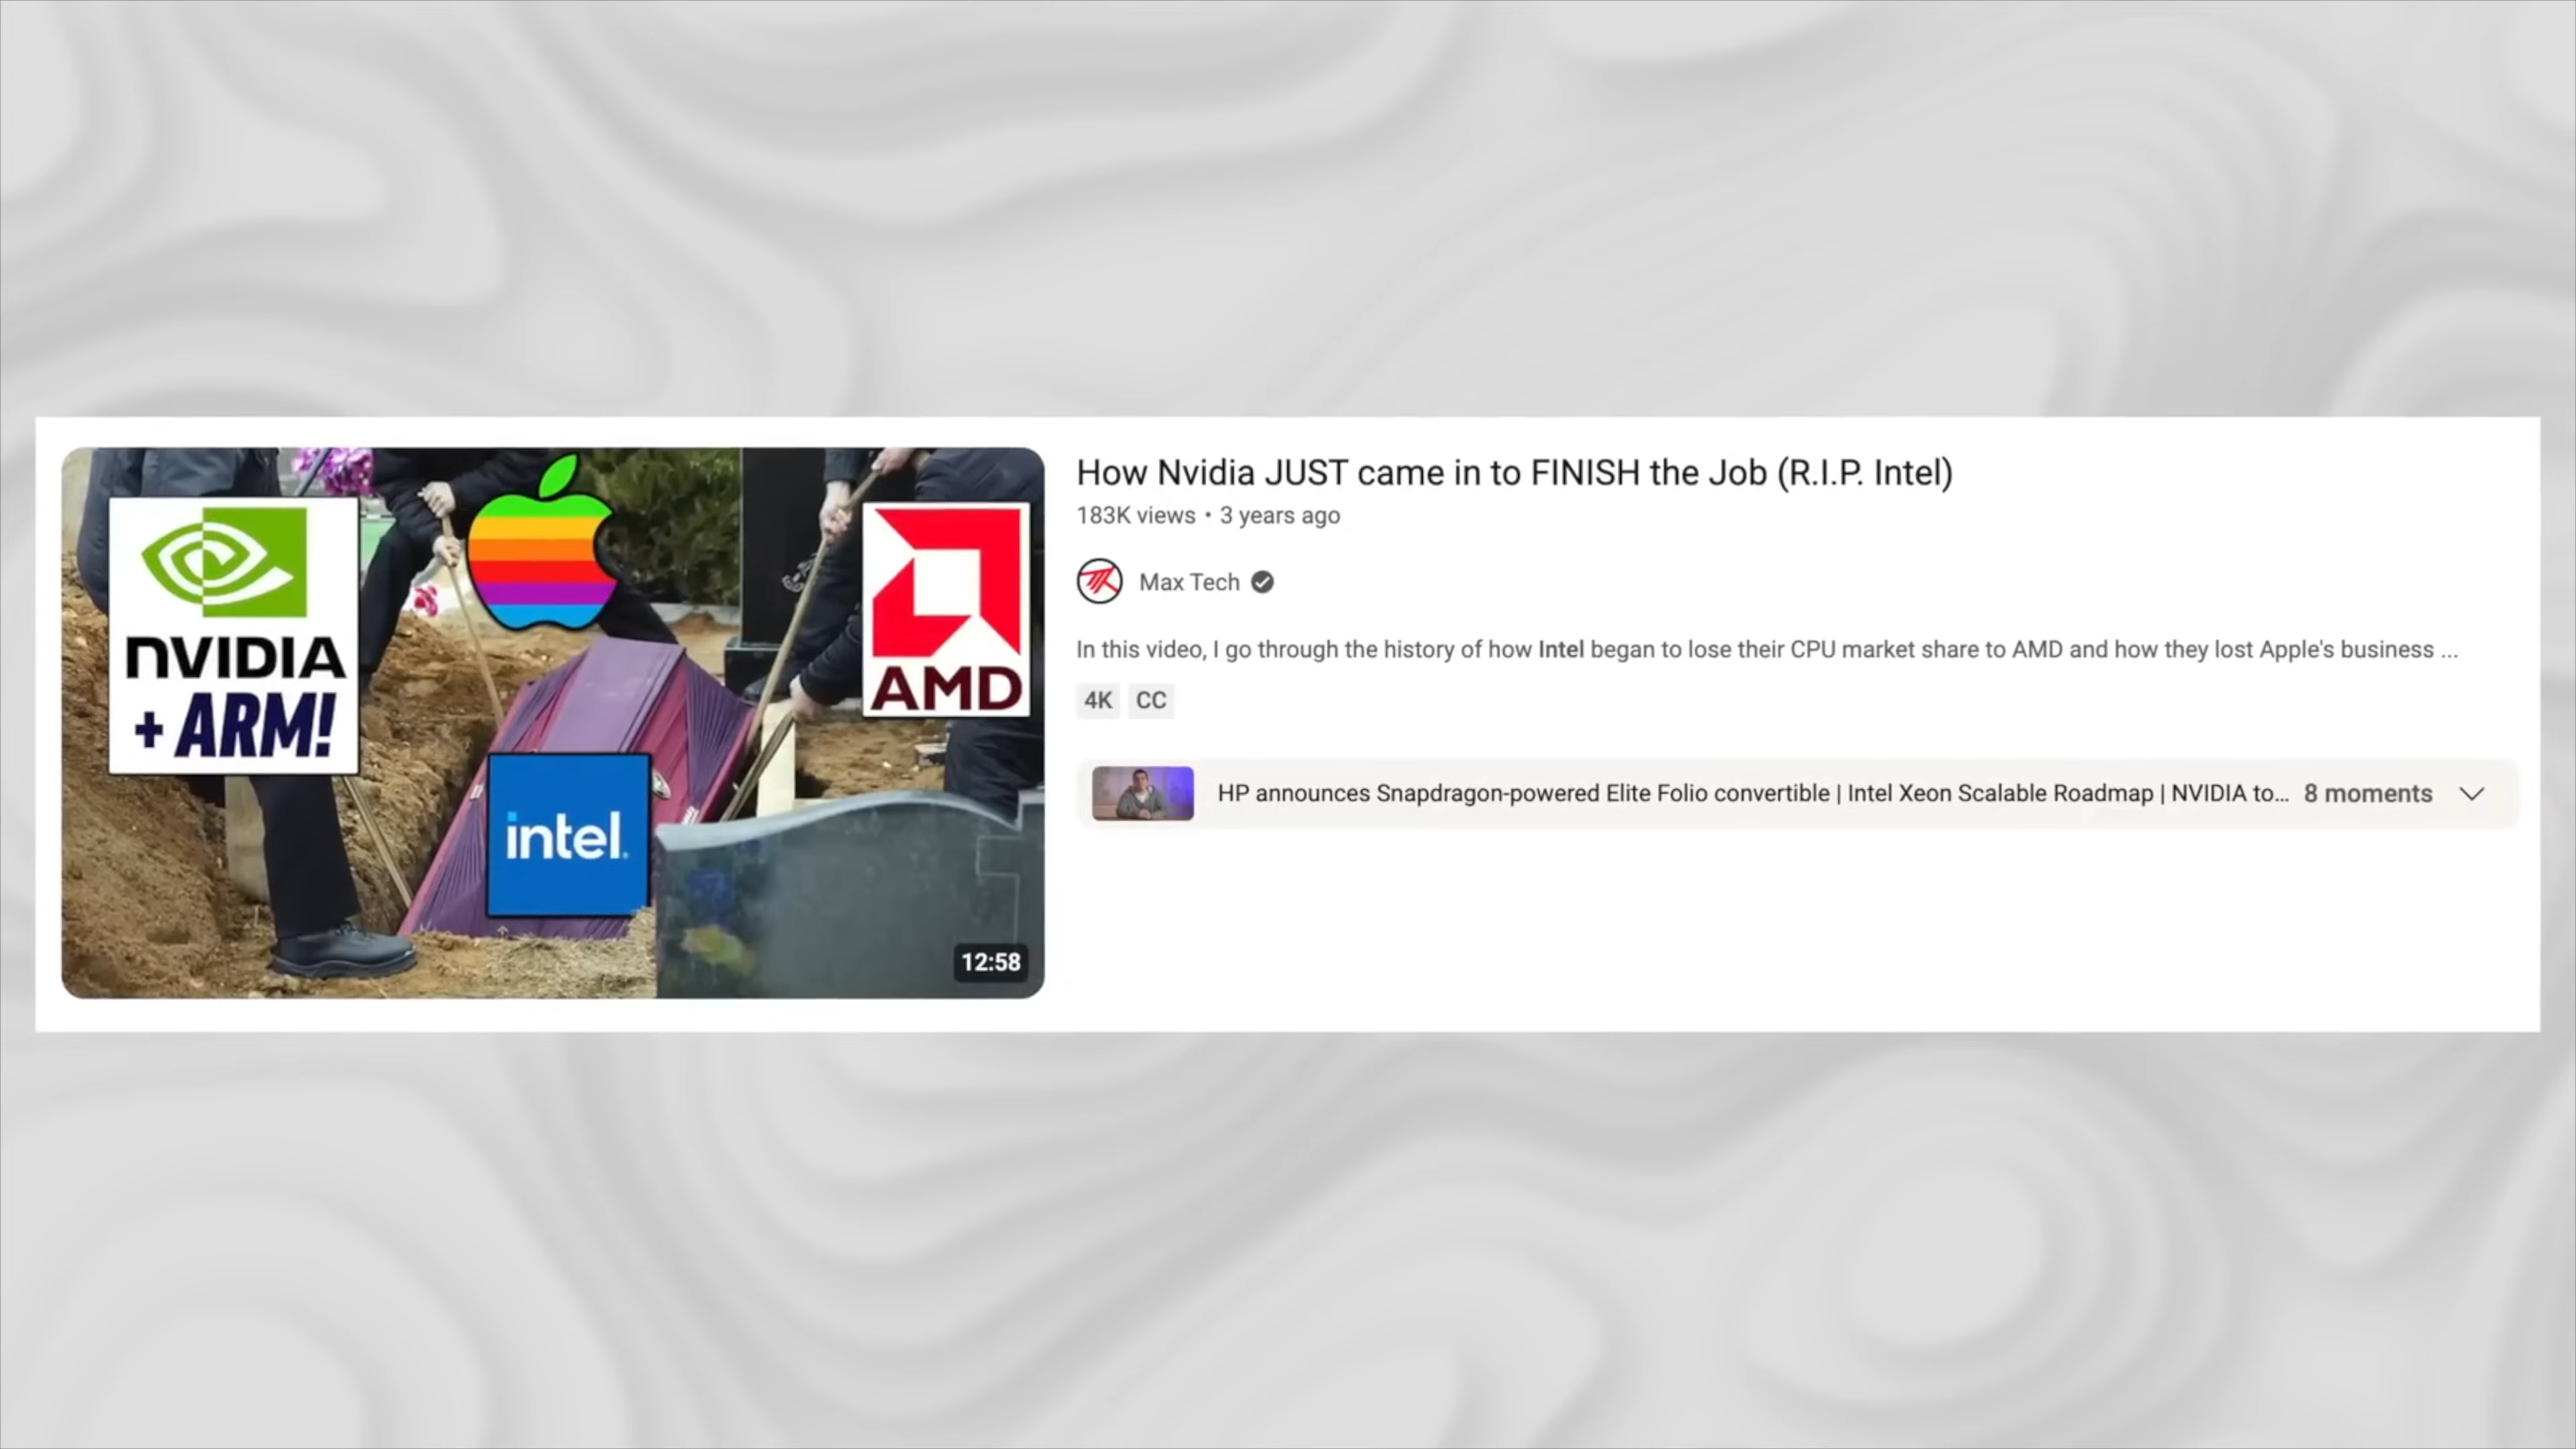 NVIDIA
+ ARM!
AMD
intel.
12:58
How Nvidia JUST came in to FINISH the Job (R.I.P. Intel)
183K views • 3 years ago
Max Tech
In this video, I go through the history of how Intel began to lose their CPU market share to AMD and how they lost Apple's business ...
4K CC
HP announces Snapdragon-powered Elite Folio convertible | Intel Xeon Scalable Roadmap | NVIDIA to... 8 moments